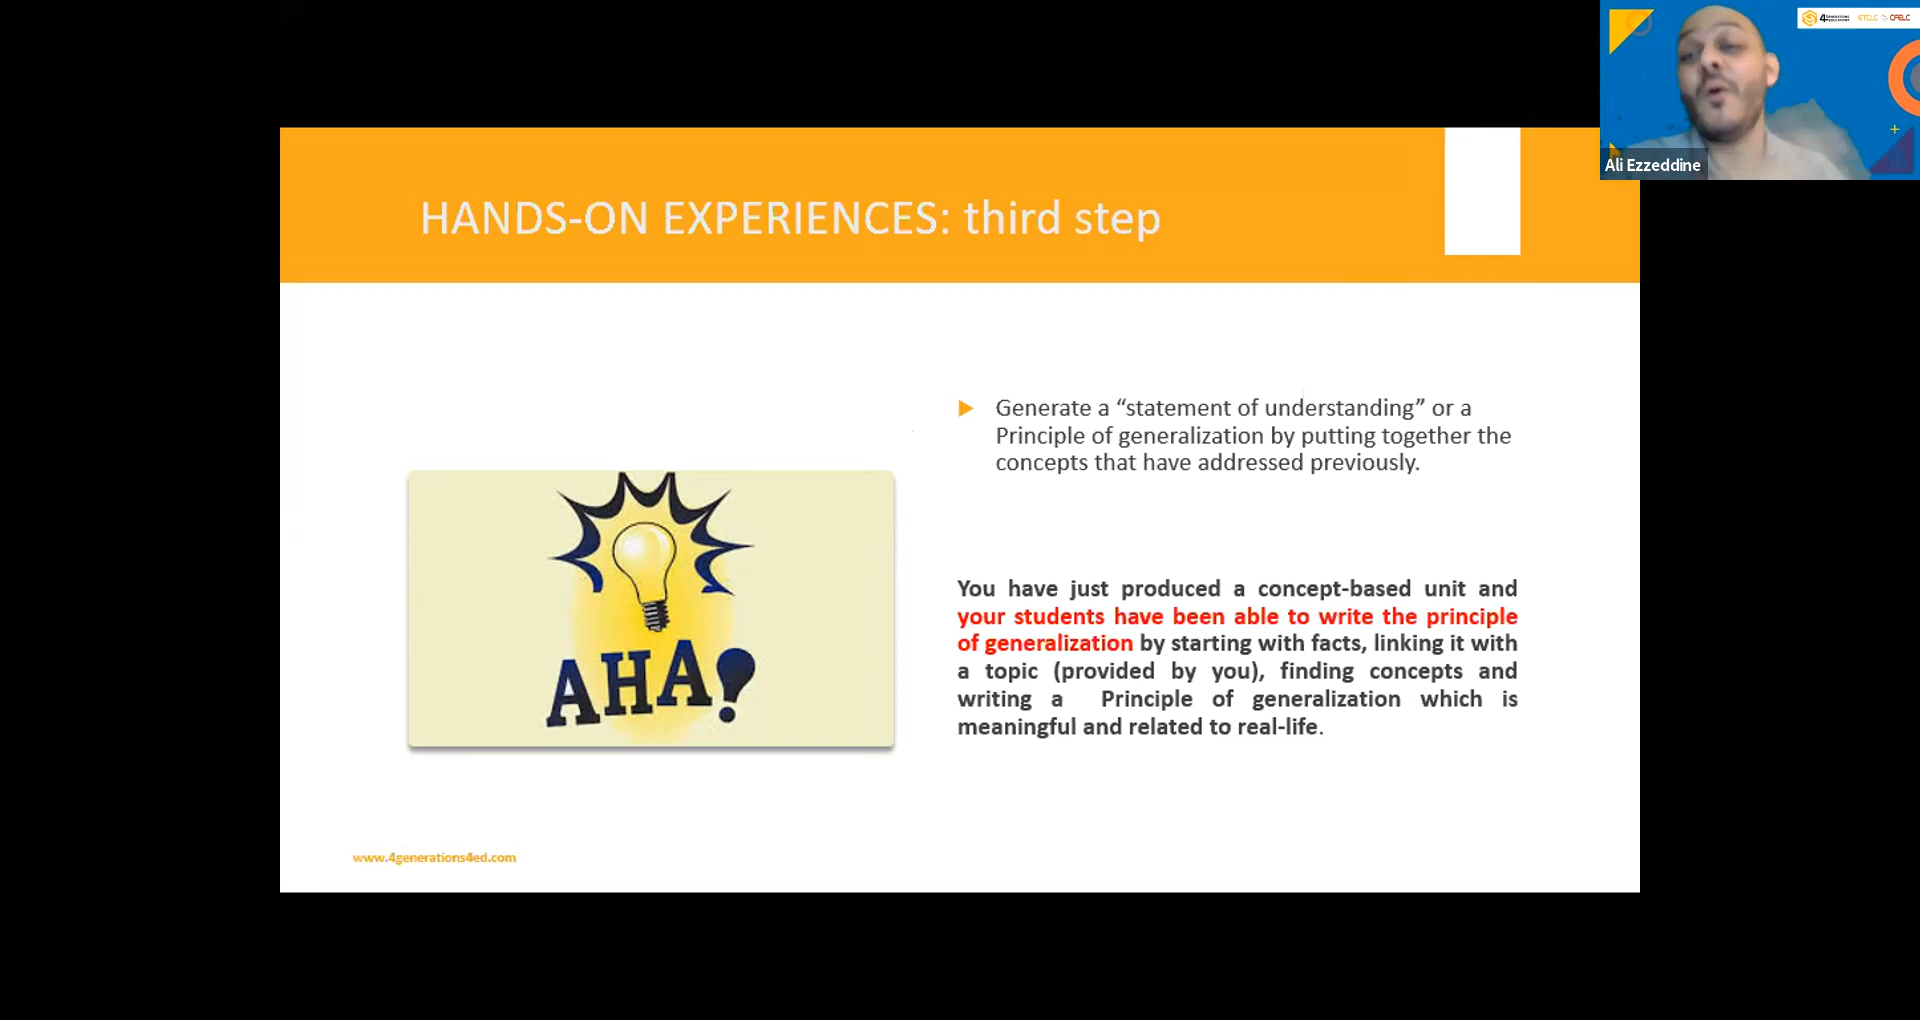 4GENERATIONS
ETCLC
CAELC
Ali Ezzeddine
HANDS-ON EXPERIENCES: third step
Generate a “statement of understanding” or a
Principle of generalization by putting together the
concepts that have addressed previously.
AHA!
You have just produced a concept-based unit and
your students have been able to write the principle
of generalization by starting with facts, linking it with
a topic (provided by you), finding concepts and
writing a Principle of generalization which is
meaningful and related to real-life.
www.4generations4ed.com